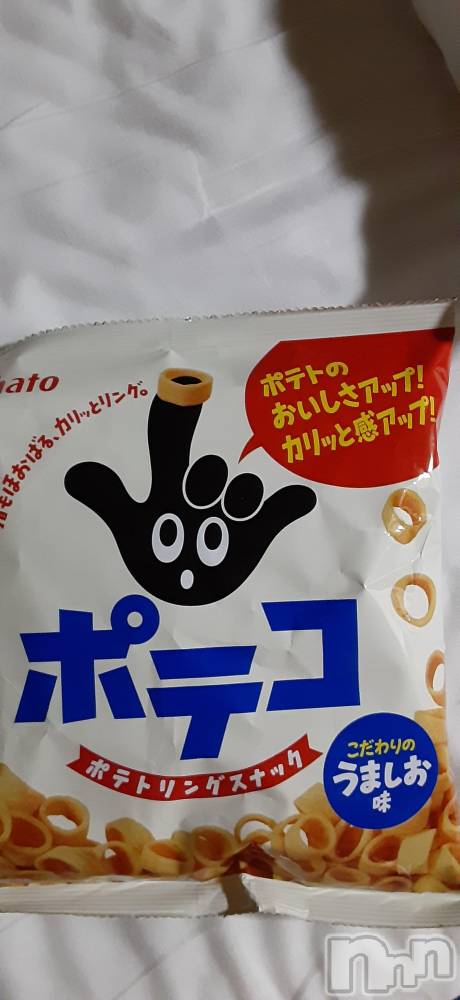 ポテトの
おいしさアップ!
カリッと感アップ!
もほおばる、カリッとリング。
ポテコ
ポテトリングスナック
こだわりの
うましお
味